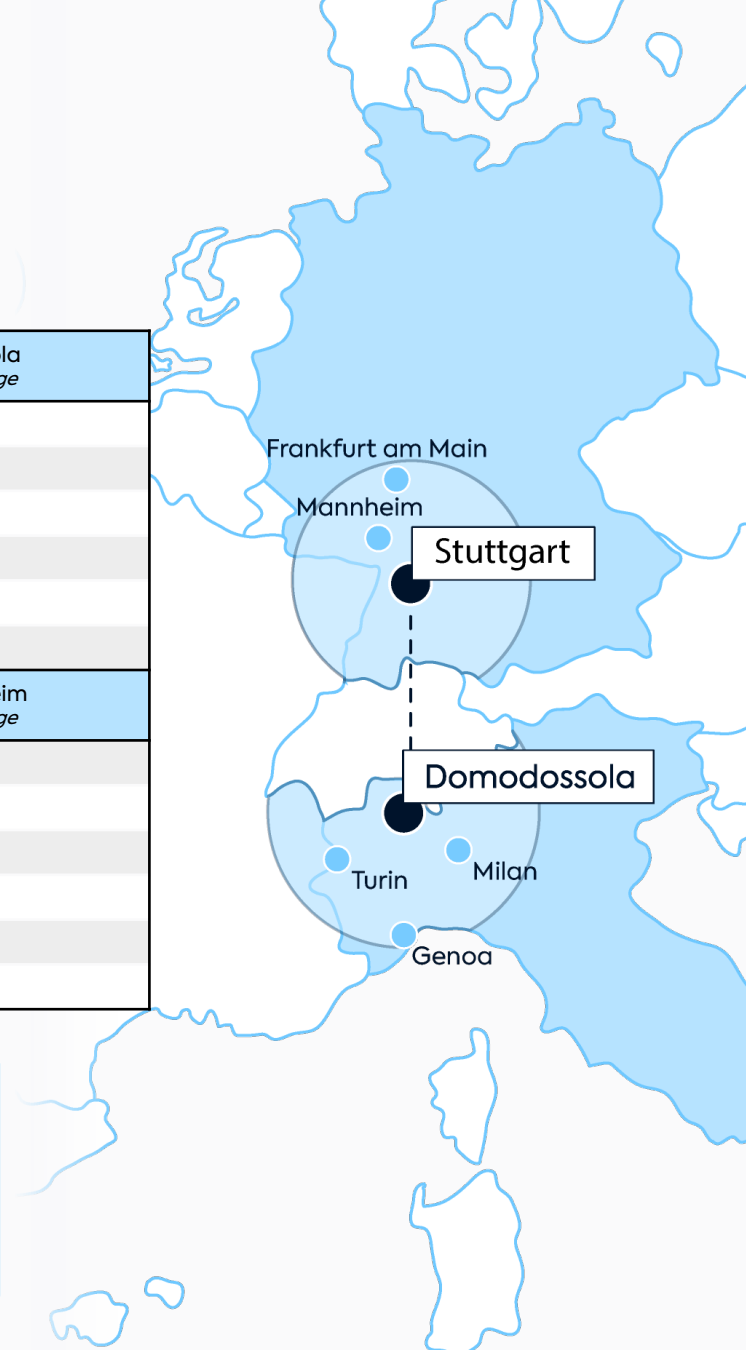 Frankfurt am Main
Mannheim
Stuttgart
Domodossola
Turin
Milan
Genoa